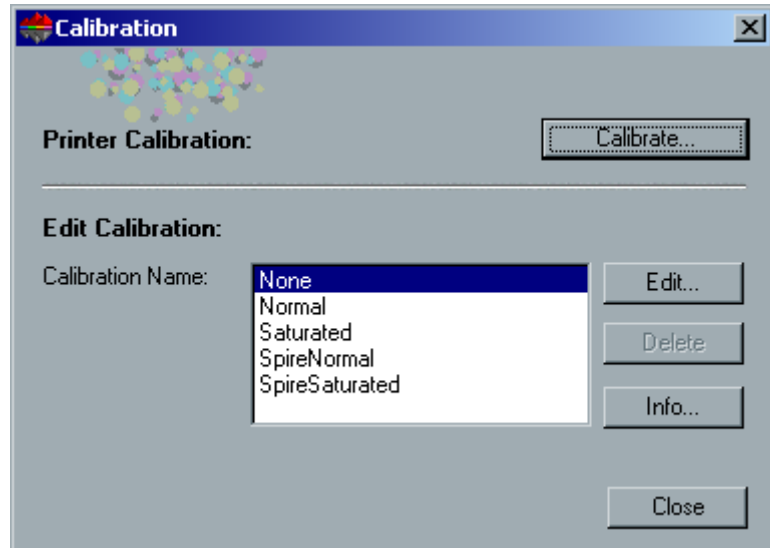 Calibration
Printer Calibration:
Calibrate...
Edit Calibration:
Calibration Name:
None
Normal
Saturated
SpireNormal
SpireSaturated
Edit...
Delete
Info...
Close